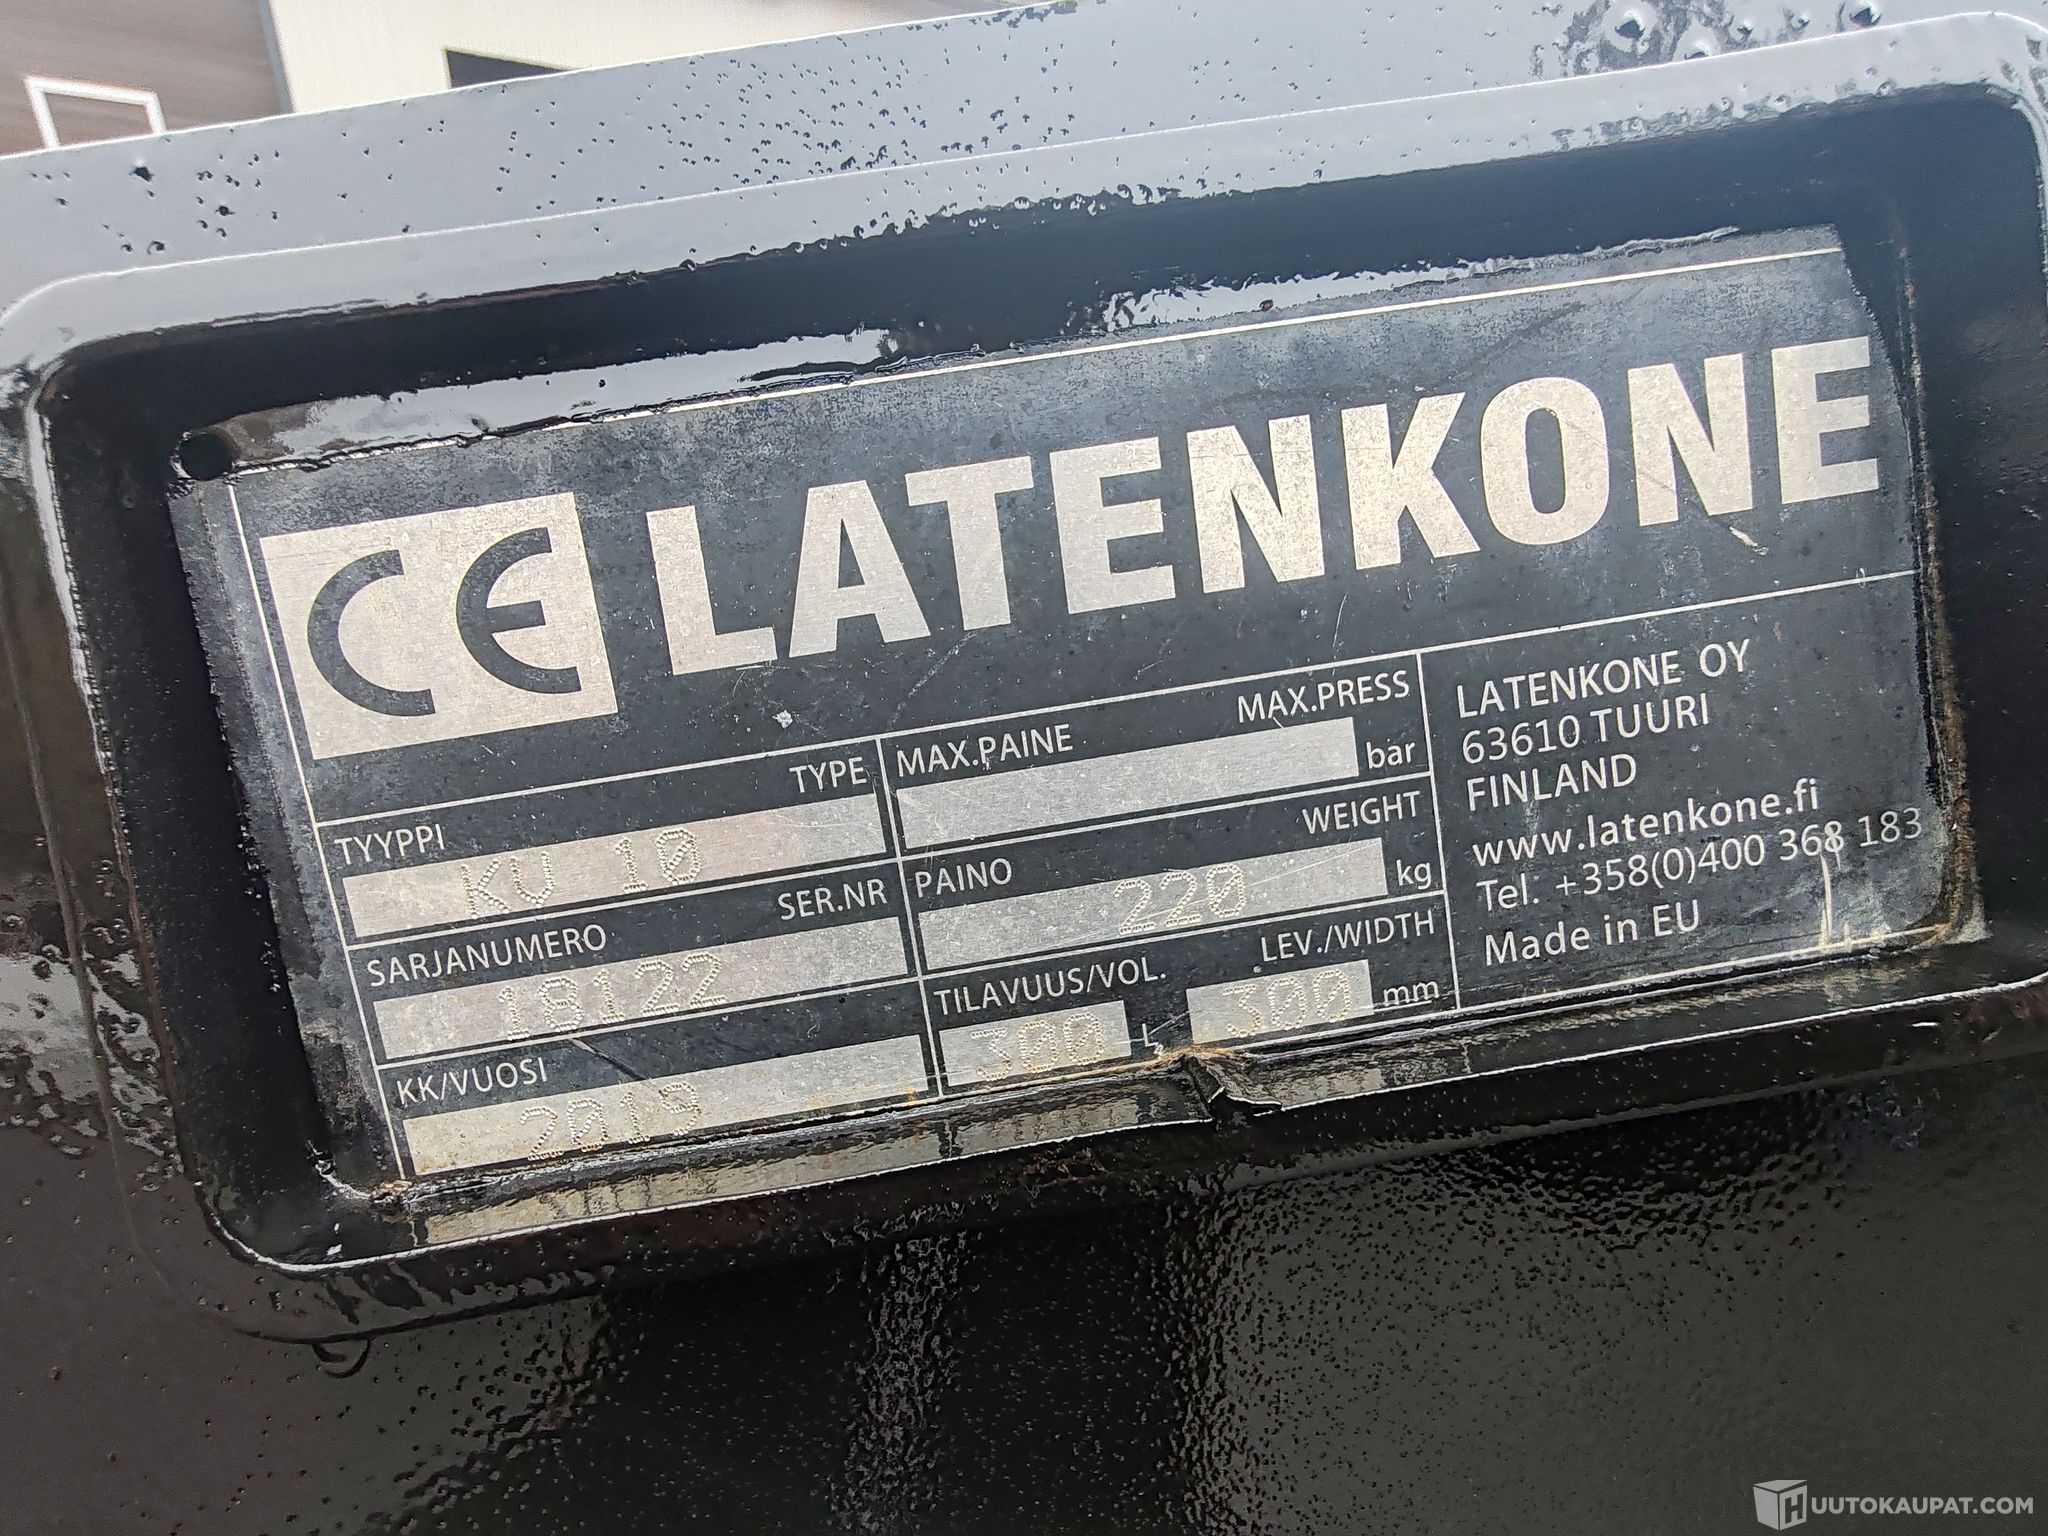 CE LATENKONE
TYYPPI TYPE
KV 10
SARJANUMERO SER.NR
18122
KK/VUOSI
2019
MAX.PAINE MAX.PRESS
bar
PAINO WEIGHT
220 kg
TILAVUUS/VOL. LEV./WIDTH
300 L 300 mm
LATENKONE OY
63610 TUURI
FINLAND
www.latenkone.fi
Tel. +358(0)400 368 183
Made in EU
HUUTOKAUPAT.COM